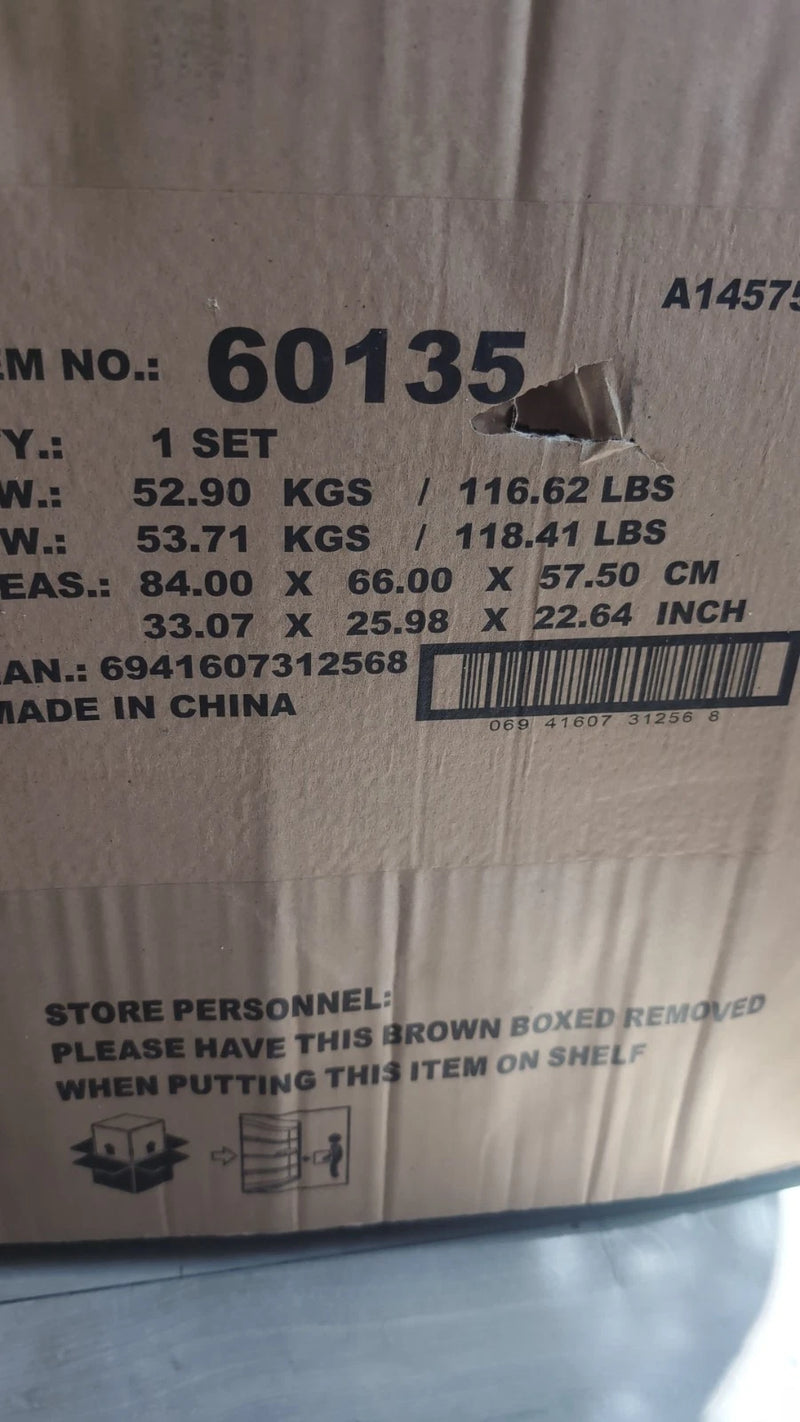 A14575
EM NO.: 60135
Y.: 1 SET
W.: 52.90 KGS / 116.62 LBS
W.: 53.71 KGS / 118.41 LBS
EAS.: 84.00 X 66.00 X 57.50 CM
33.07 X 25.98 X 22.64 INCH
AN.: 6941607312568
MADE IN CHINA
069 41607 31256 8
STORE PERSONNEL:
PLEASE HAVE THIS BROWN BOXED REMOVED
WHEN PUTTING THIS ITEM ON SHELF